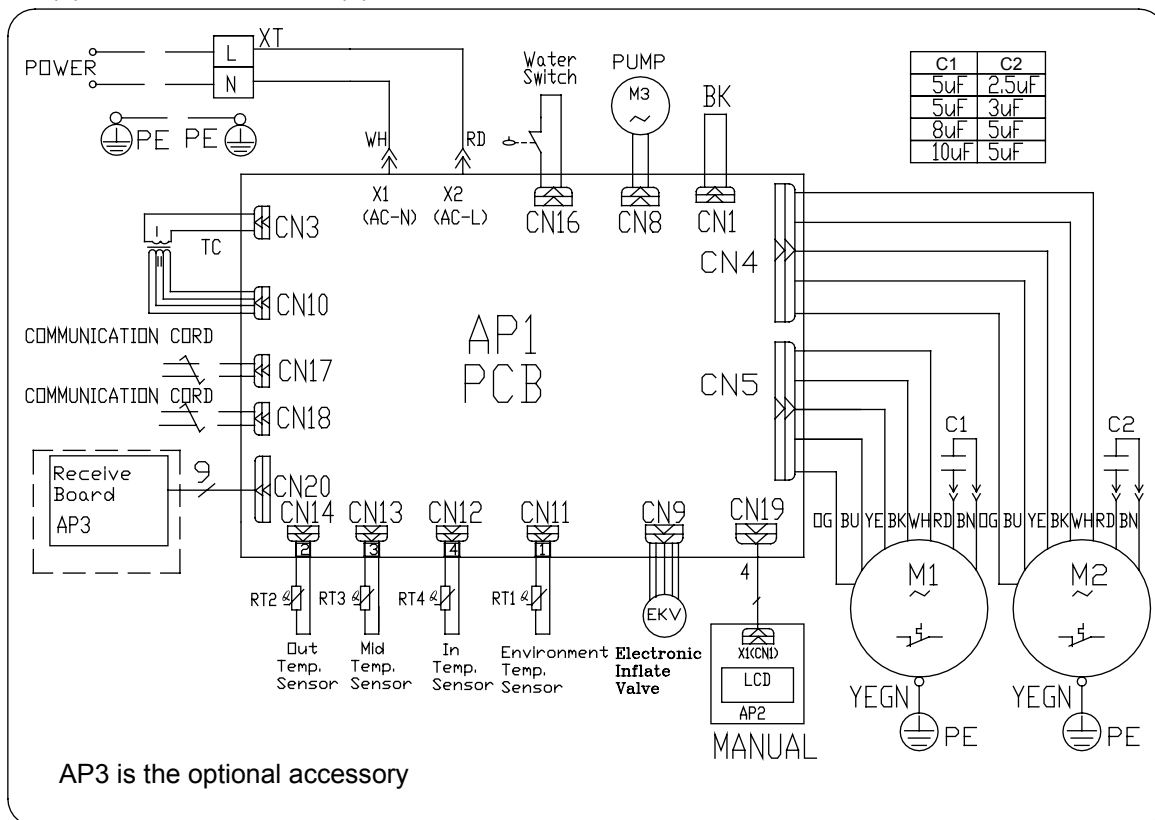 POWER
L
XT
N
PE PE
WH
RD
X1
(AC-N)
X2
(AC-L)
Water
Switch
CN16
PUMP
M3
~
CN8
BK
CN1
C1 C2
5uF 2.5uF
5uF 3uF
8uF 5uF
10uF 5uF
CN3
I
II
TC
CN10
COMMUNICATION CORD
CN17
COMMUNICATION CORD
CN18
Receive
Board
AP3
9
CN20
AP1
PCB
CN4
CN5
C1
C2
CN14
CN13
CN12
CN11
CN9
CN19
2
3
4
1
RT2
RT3
RT4
RT1
Out
Temp.
Sensor
Mid
Temp.
Sensor
In
Temp.
Sensor
Environment
Temp.
Sensor
EKV
Electronic
Inflate
Valve
4
X1(CN1)
LCD
AP2
MANUAL
OG BU YE BK WH RD BN
OG BU YE BK WH RD BN
M1
~
M2
~
YEGN
PE
YEGN
PE
AP3 is the optional accessory